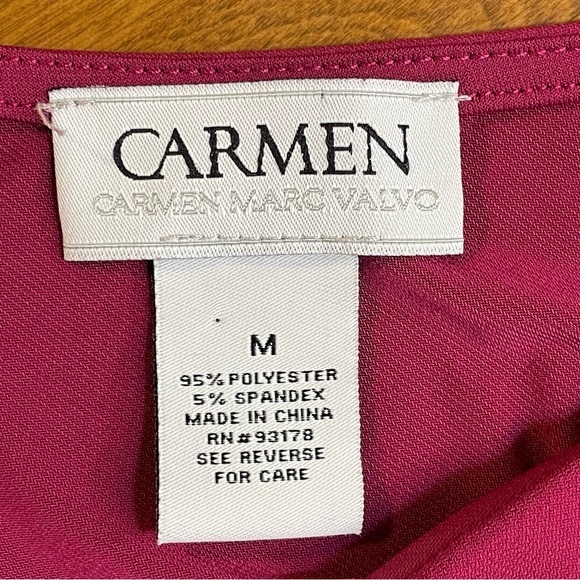 CARMEN
CARMEN MARC VALVO
M
95% POLYESTER
5% SPANDEX
MADE IN CHINA
RN#93178
SEE REVERSE
FOR CARE